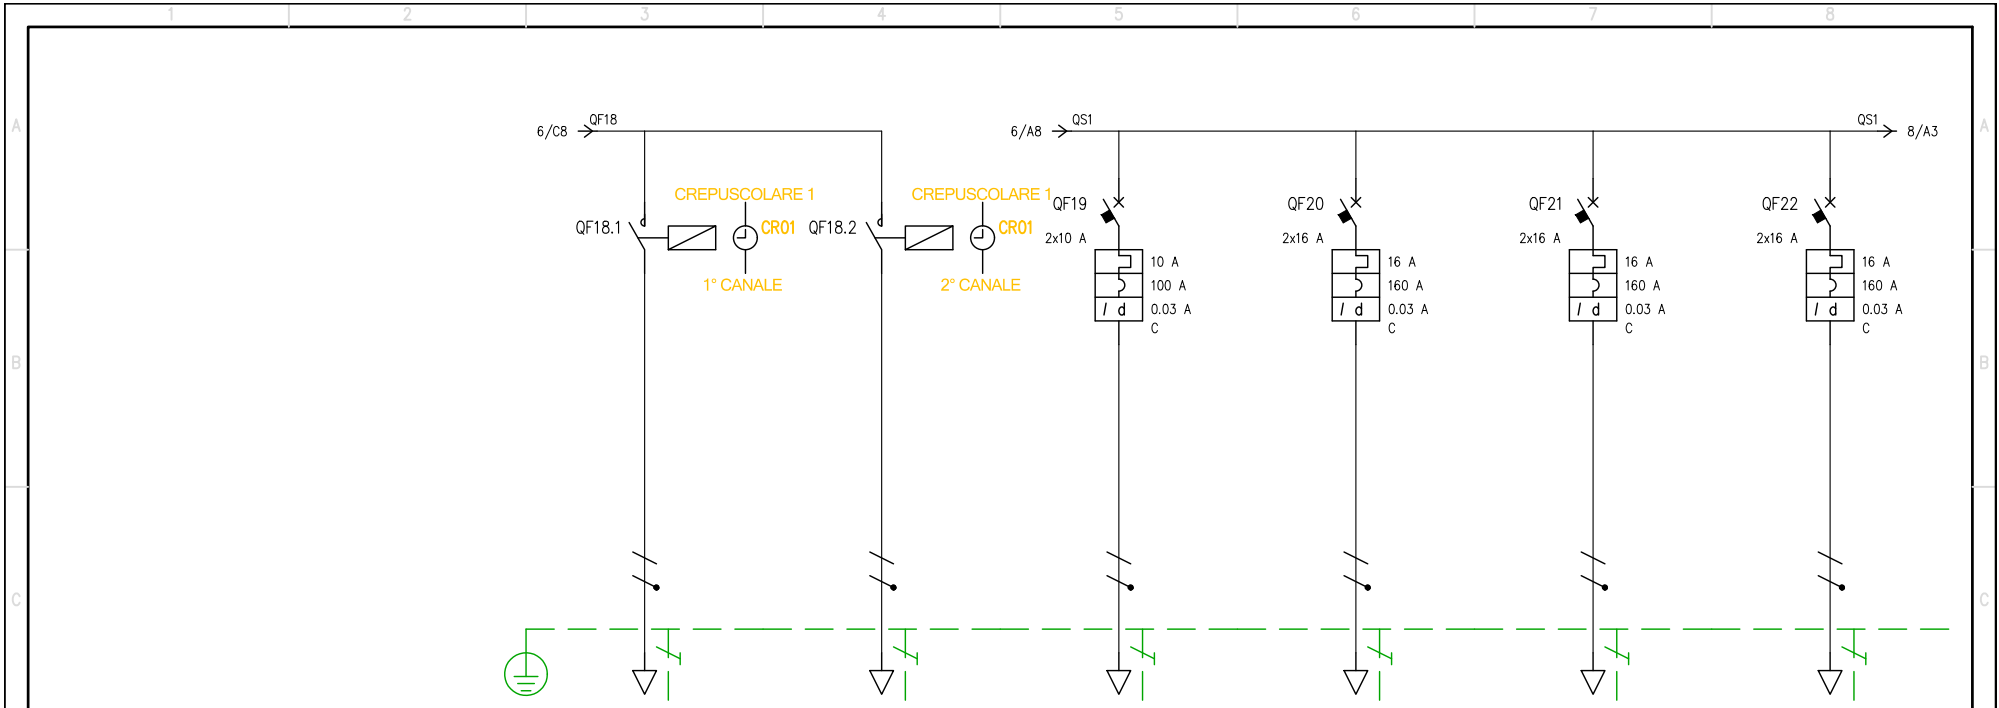 1 2 3 4 5 6 7 8
A A
6/C8 QF18 6/A8 QS1 QS1 8/A3
CREPUSCOLARE 1 CREPUSCOLARE 1
QF18.1 CR01 QF18.2 CR01 QF19 QF20 QF21 QF22
2x10 A 2x16 A 2x16 A 2x16 A
10 A 16 A 16 A 16 A
1° CANALE 2° CANALE 100 A 160 A 160 A 160 A
I d 0.03 A I d 0.03 A I d 0.03 A I d 0.03 A
C C C C
B B
C C